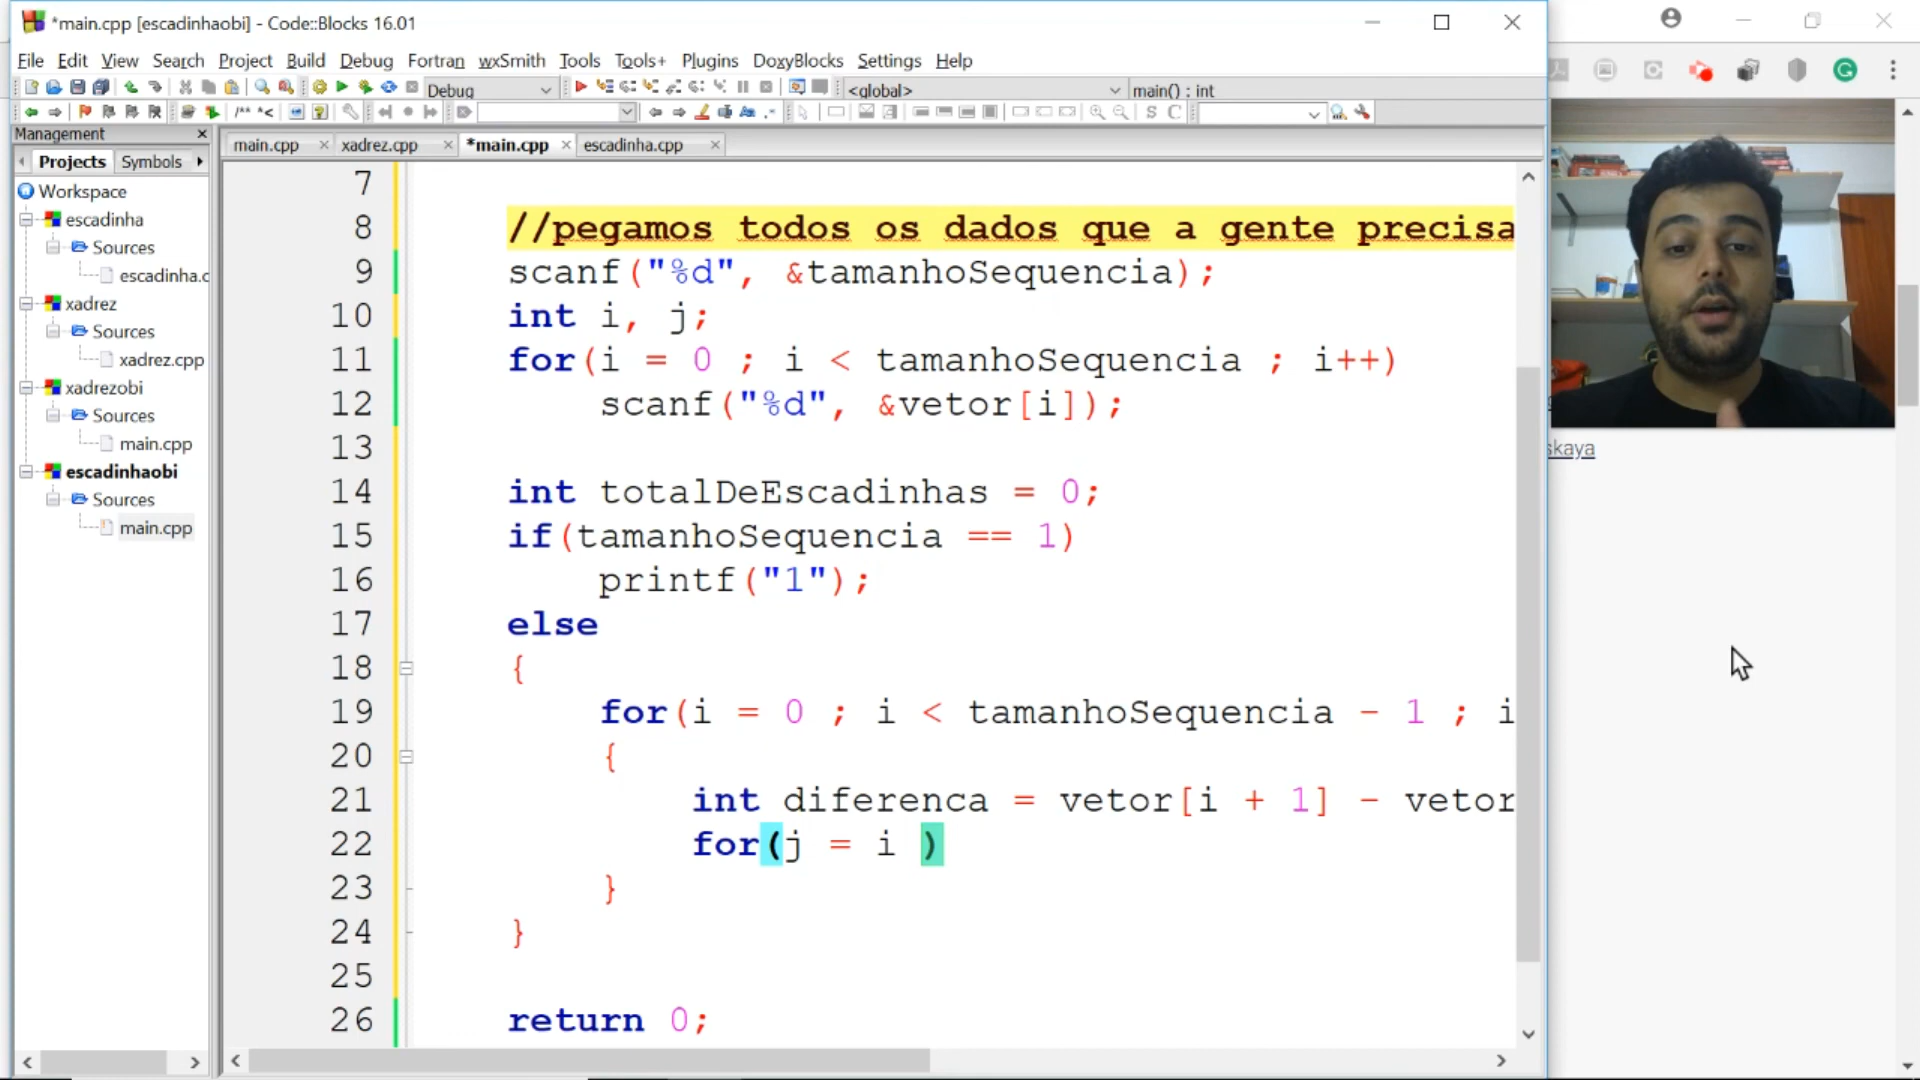 *main.cpp [escadinhaobi] - Code::Blocks 16.01
File Edit View Search Project Build Debug Fortran wxSmith Tools Tools+ Plugins DoxyBlocks Settings Help
Debug <global> main() : int
/** *< S C
Management
Projects Symbols
main.cpp xadrez.cpp *main.cpp escadinha.cpp
Workspace
escadinha
Sources
escadinha.c
xadrez
Sources
xadrez.cpp
xadrezobi
Sources
main.cpp
escadinhaobi
Sources
main.cpp
7
8 //pegamos todos os dados que a gente precisa
9 scanf("%d", &tamanhoSequencia);
10 int i, j;
11 for(i = 0 ; i < tamanhoSequencia ; i++)
12 scanf("%d", &vetor[i]);
13
14 int totalDeEscadinhas = 0;
15 if(tamanhoSequencia == 1)
16 printf("1");
17 else
18 {
19 for(i = 0 ; i < tamanhoSequencia - 1 ; i
20 {
21 int diferenca = vetor[i + 1] - vetor
22 for(j = i )
23 }
24 }
25
26 return 0;
skaya